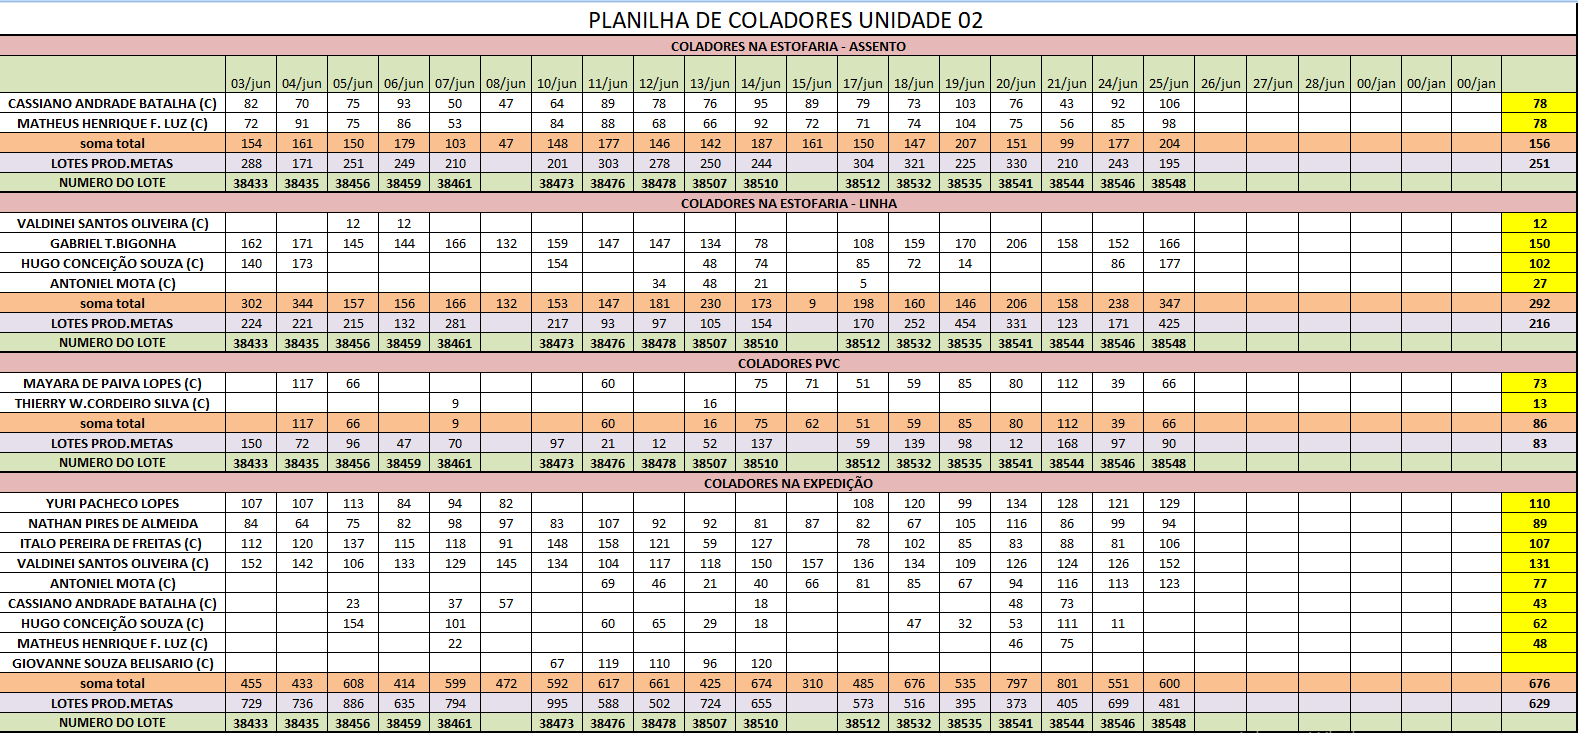 PLANILHA DE COLADORES UNIDADE 02
COLADORES NA ESTOFARIA - ASSENTO
03/jun 04/jun 05/jun 06/jun 07/jun 08/jun 10/jun 11/jun 12/jun 13/jun 14/jun 15/jun 17/jun 18/jun 19/jun 20/jun 21/jun 24/jun 25/jun 26/jun 27/jun 28/jun 00/jan 00/jan 00/jan
CASSIANO ANDRADE BATALHA (C) 82 70 75 93 50 47 64 89 78 76 95 89 79 73 103 76 43 92 106 78
MATHEUS HENRIQUE F. LUZ (C) 72 91 75 86 53 84 88 68 66 92 72 71 74 104 75 56 85 98 78
soma total 154 161 150 179 103 47 148 177 146 142 187 161 150 147 207 151 99 177 204 156
LOTES PROD.METAS 288 171 251 249 210 201 303 278 250 244 304 321 225 330 210 243 195 251
NUMERO DO LOTE 38433 38435 38456 38459 38461 38473 38476 38478 38507 38510 38512 38532 38535 38541 38544 38546 38548
COLADORES NA ESTOFARIA - LINHA
VALDINEI SANTOS OLIVEIRA (C) 12 12 12
GABRIEL T.BIGONHA 162 171 145 144 166 132 159 147 147 134 78 108 159 170 206 158 152 166 150
HUGO CONCEIÇÃO SOUZA (C) 140 173 154 48 74 85 72 14 86 177 102
ANTONIEL MOTA (C) 34 48 21 5 27
soma total 302 344 157 156 166 132 153 147 181 230 173 9 198 160 146 206 158 238 347 292
LOTES PROD.METAS 224 221 215 132 281 217 93 97 105 154 170 252 454 331 123 171 425 216
NUMERO DO LOTE 38433 38435 38456 38459 38461 38473 38476 38478 38507 38510 38512 38532 38535 38541 38544 38546 38548
COLADORES PVC
MAYARA DE PAIVA LOPES (C) 117 66 60 75 71 51 59 85 80 112 39 66 73
THIERRY W.CORDEIRO SILVA (C) 9 16 13
soma total 117 66 9 60 16 75 62 51 59 85 80 112 39 66 86
LOTES PROD.METAS 150 72 96 47 70 97 21 12 52 137 59 139 98 12 168 97 90 83
NUMERO DO LOTE 38433 38435 38456 38459 38461 38473 38476 38478 38507 38510 38512 38532 38535 38541 38544 38546 38548
COLADORES NA EXPEDIÇÃO
YURI PACHECO LOPES 107 107 113 84 94 82 108 120 99 134 128 121 129 110
NATHAN PIRES DE ALMEIDA 84 64 75 82 98 97 83 107 92 92 81 87 82 67 105 116 86 99 94 89
ITALO PEREIRA DE FREITAS (C) 112 120 137 115 118 91 148 158 121 59 127 78 102 85 83 88 81 106 107
VALDINEI SANTOS OLIVEIRA (C) 152 142 106 133 129 145 134 104 117 118 150 157 136 134 109 126 124 126 152 131
ANTONIEL MOTA (C) 69 46 21 40 66 81 85 67 94 116 113 123 77
CASSIANO ANDRADE BATALHA (C) 23 37 57 18 48 73 43
HUGO CONCEIÇÃO SOUZA (C) 154 101 60 65 29 18 47 32 53 111 11 62
MATHEUS HENRIQUE F. LUZ (C) 22 46 75 48
GIOVANNE SOUZA BELISARIO (C) 67 119 110 96 120
soma total 455 433 608 414 599 472 592 617 661 425 674 310 485 676 535 797 801 551 600 676
LOTES PROD.METAS 729 736 886 635 794 995 588 502 724 655 573 516 395 373 405 699 481 629
NUMERO DO LOTE 38433 38435 38456 38459 38461 38473 38476 38478 38507 38510 38512 38532 38535 38541 38544 38546 38548